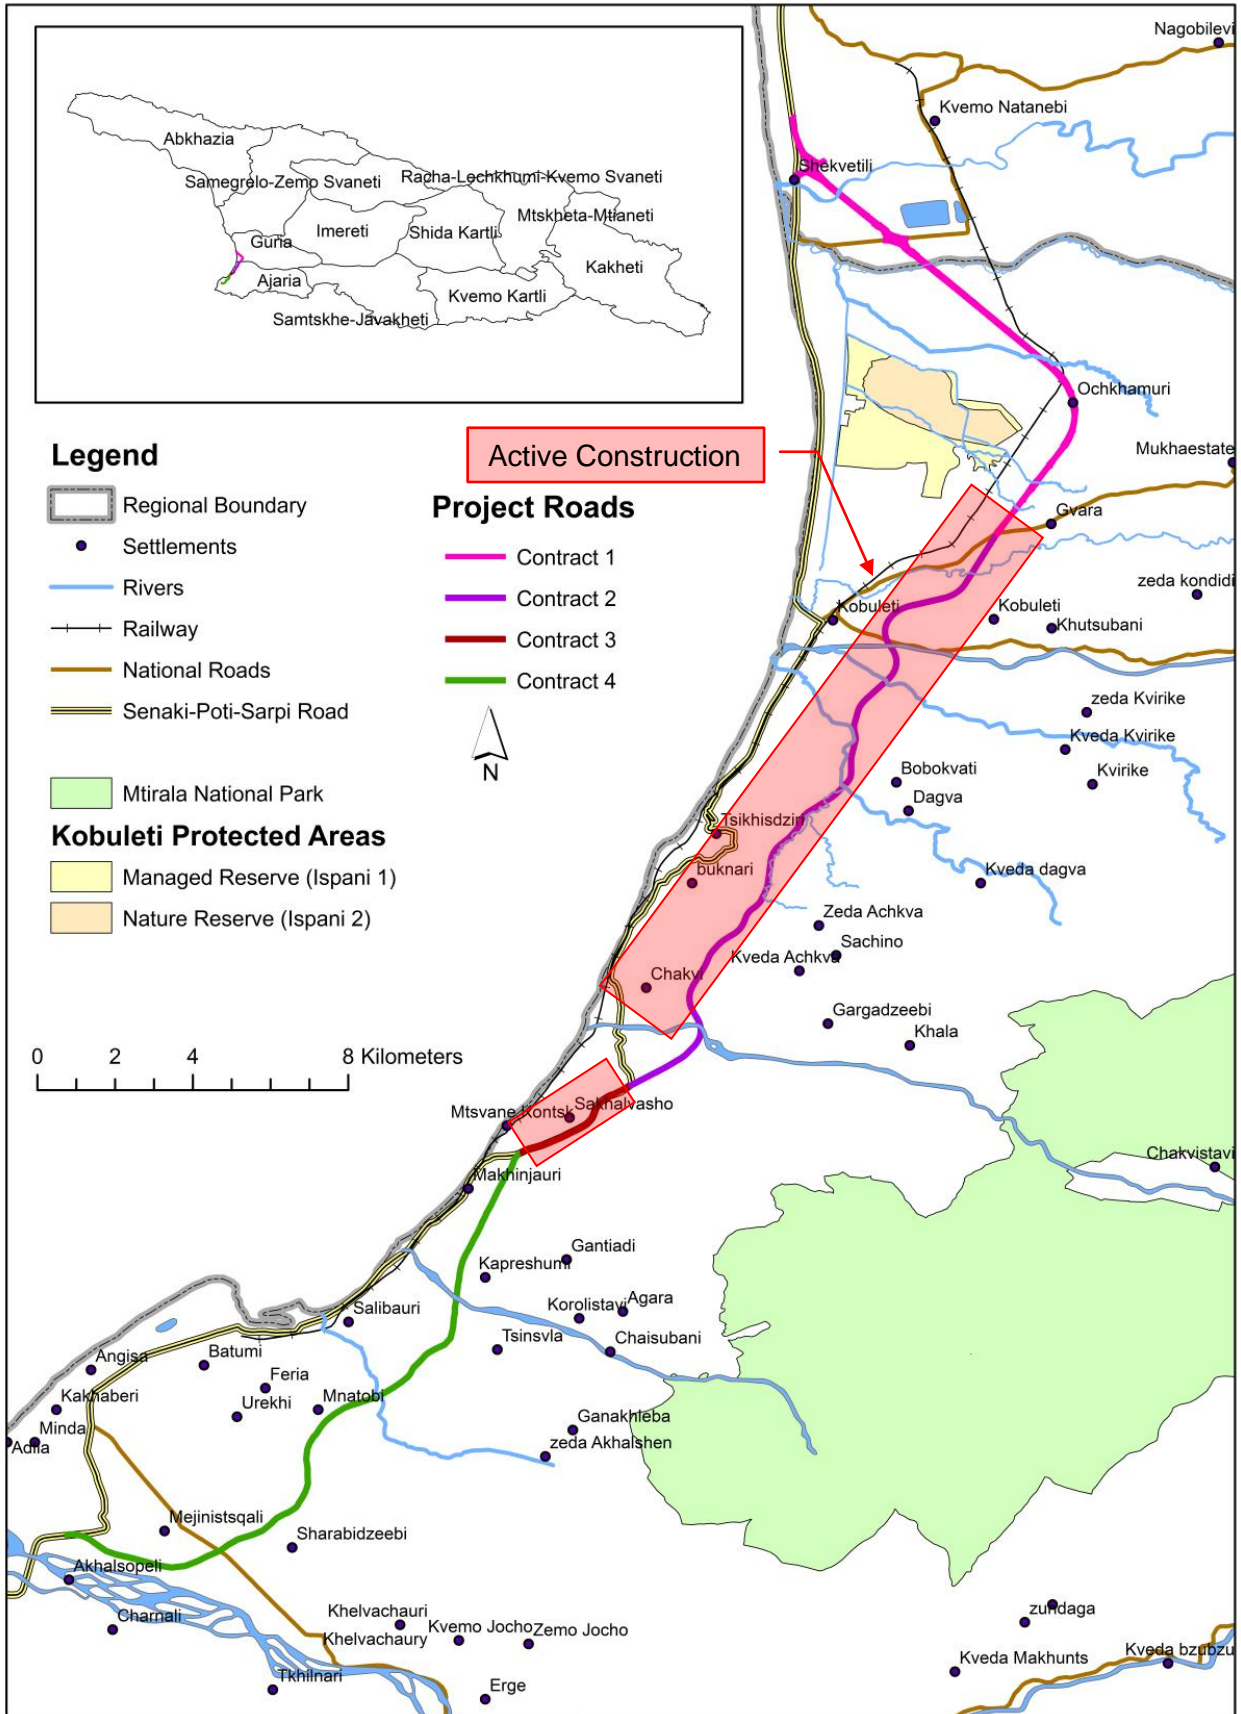 Nagobilevi
Kvemo Natanebi
Shekvetili
Abkhazia
Samegrelo-Zemo Svaneti
Racha-Lechkhumi-Kvemo Svaneti
Mtskheta-Mtianeti
Imereti
Shida Kartli
Guria
Kakheti
Ajaria
Kvemo Kartli
Samtskhe-Javakheti
Ochkhamuri
Mukhaestate
Gvara
Active Construction
Legend
Regional Boundary
Settlements
Rivers
Railway
National Roads
Senaki-Poti-Sarpi Road
Mtirala National Park
Kobuleti Protected Areas
Managed Reserve (Ispani 1)
Nature Reserve (Ispani 2)
Project Roads
Contract 1
Contract 2
Contract 3
Contract 4
N
zeda kondidi
Kobuleti
Kobuleti
Khutsubani
zeda Kvirike
Kveda Kvirike
Kvirike
Bobokvati
Dagva
Tsikhisdziri
buknari
Kveda dagva
Zeda Achkva
Sachino
Kveda Achkva
Chakvi
Gargadzeebi
Khala
0 2 4 8 Kilometers
Mtsvane Kontsk
Sakhalvasho
Makhinjauri
Chakvistavi
Gantiadi
Kapreshumi
Korolistavi
Agara
Salibauri
Tsinsvla
Chaisubani
Batumi
Angisa
Feria
Kakhaberi
Urekhi
Mnatobi
Minda
Adlia
Ganakhleba
zeda Akhalshen
Mejinistsqali
Sharabidzeebi
Akhalsopeli
Charnali
Khelvachauri
Khelvachaury
Kvemo Jocho
Zemo Jocho
Tkhilnari
Erge
zundaga
Kveda Makhunts
Kveda bzubzu